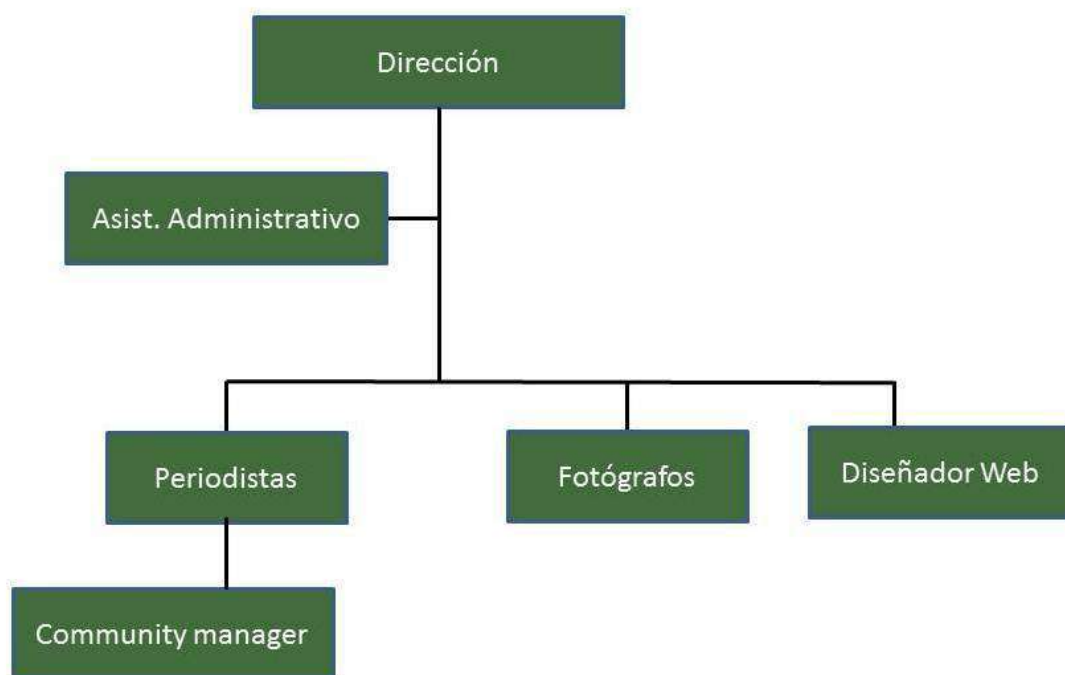 Dirección
Asist. Administrativo
Periodistas
Fotógrafos
Diseñador Web
Community manager